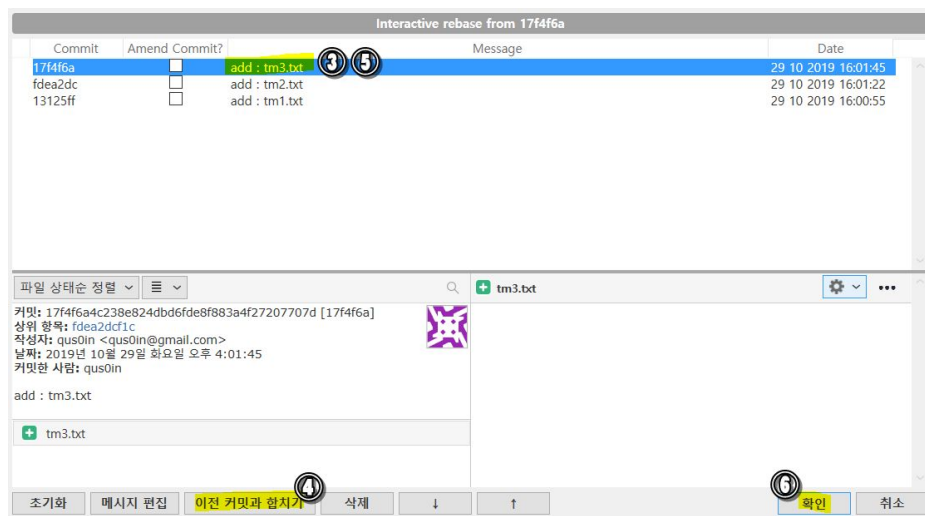 Interactive rebase from 17f4f6a
Commit Amend Commit? Message Date
17f4f6a add : tm3.txt ③ ⑤ 29 10 2019 16:01:45
fdea2dc add : tm2.txt 29 10 2019 16:01:22
13125ff add : tm1.txt 29 10 2019 16:00:55
파일 상태순 정렬 tm3.txt
커밋: 17f4f6a4c238e824dbd6fde8f883a4f27207707d [17f4f6a]
상위 항목: fdea2dcf1c
작성자: qus0in <qus0in@gmail.com>
날짜: 2019년 10월 29일 화요일 오후 4:01:45
커밋한 사람: qus0in
add : tm3.txt
tm3.txt
④ ⑥
초기화 메시지 편집 이전 커밋과 합치기 삭제 ↓ ↑ 확인 취소